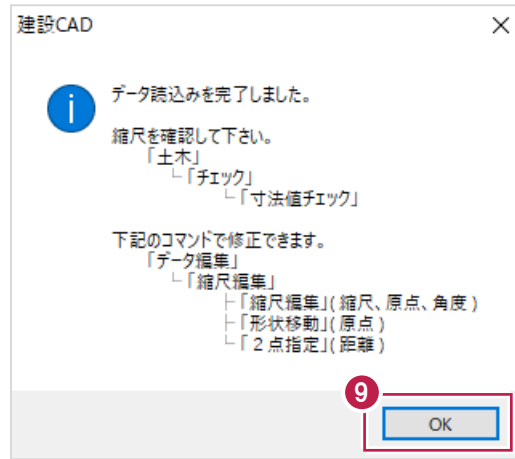 建設CAD
データ読込みを完了しました。
縮尺を確認して下さい。
「土木」
└「チェック」
└「寸法値チェック」
下記のコマンドで修正できます。
「データ編集」
└「縮尺編集」
├「縮尺編集」( 縮尺、原点、角度 )
├「形状移動」( 原点 )
└「２点指定」( 距離 )
9
OK